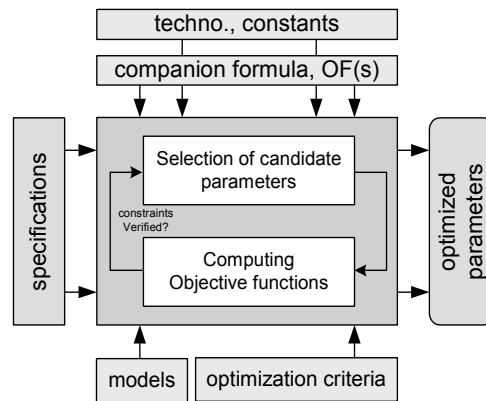 techno., constants
companion formula, OF(s)
specifications
Selection of candidate
parameters
constraints
Verified?
Computing
Objective functions
optimized
parameters
models
optimization criteria